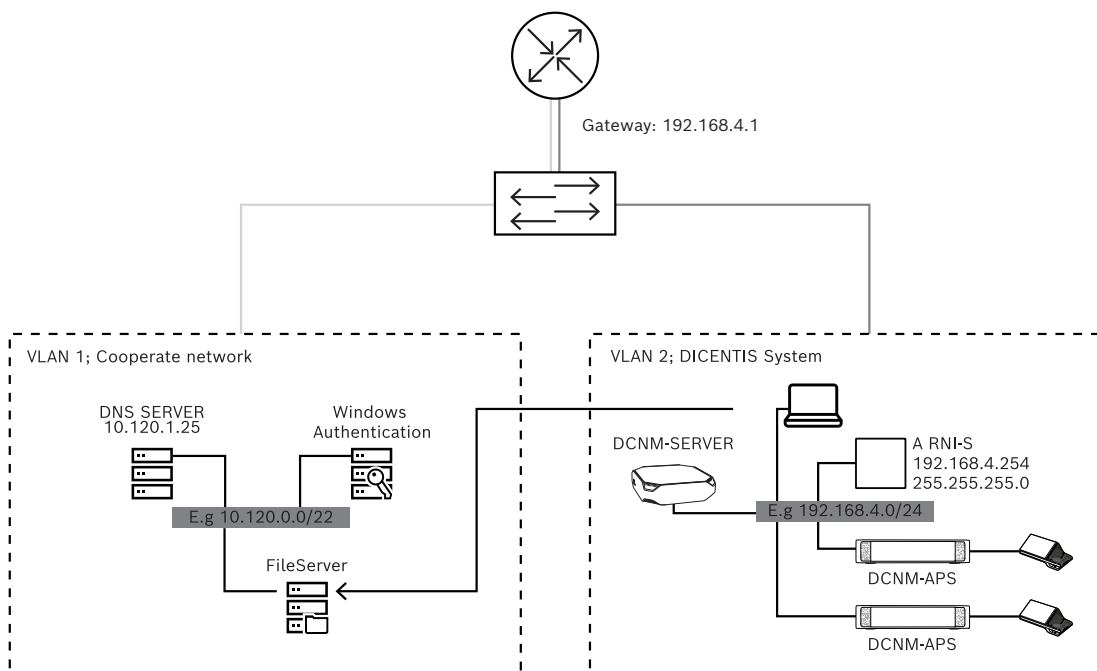 Gateway: 192.168.4.1
VLAN 1; Cooperate network
DNS SERVER
10.120.1.25
Windows
Authentication
E.g 10.120.0.0/22
FileServer
VLAN 2; DICENTIS System
DCNM-SERVER
A RNI-S
192.168.4.254
255.255.255.0
E.g 192.168.4.0/24
DCNM-APS
DCNM-APS